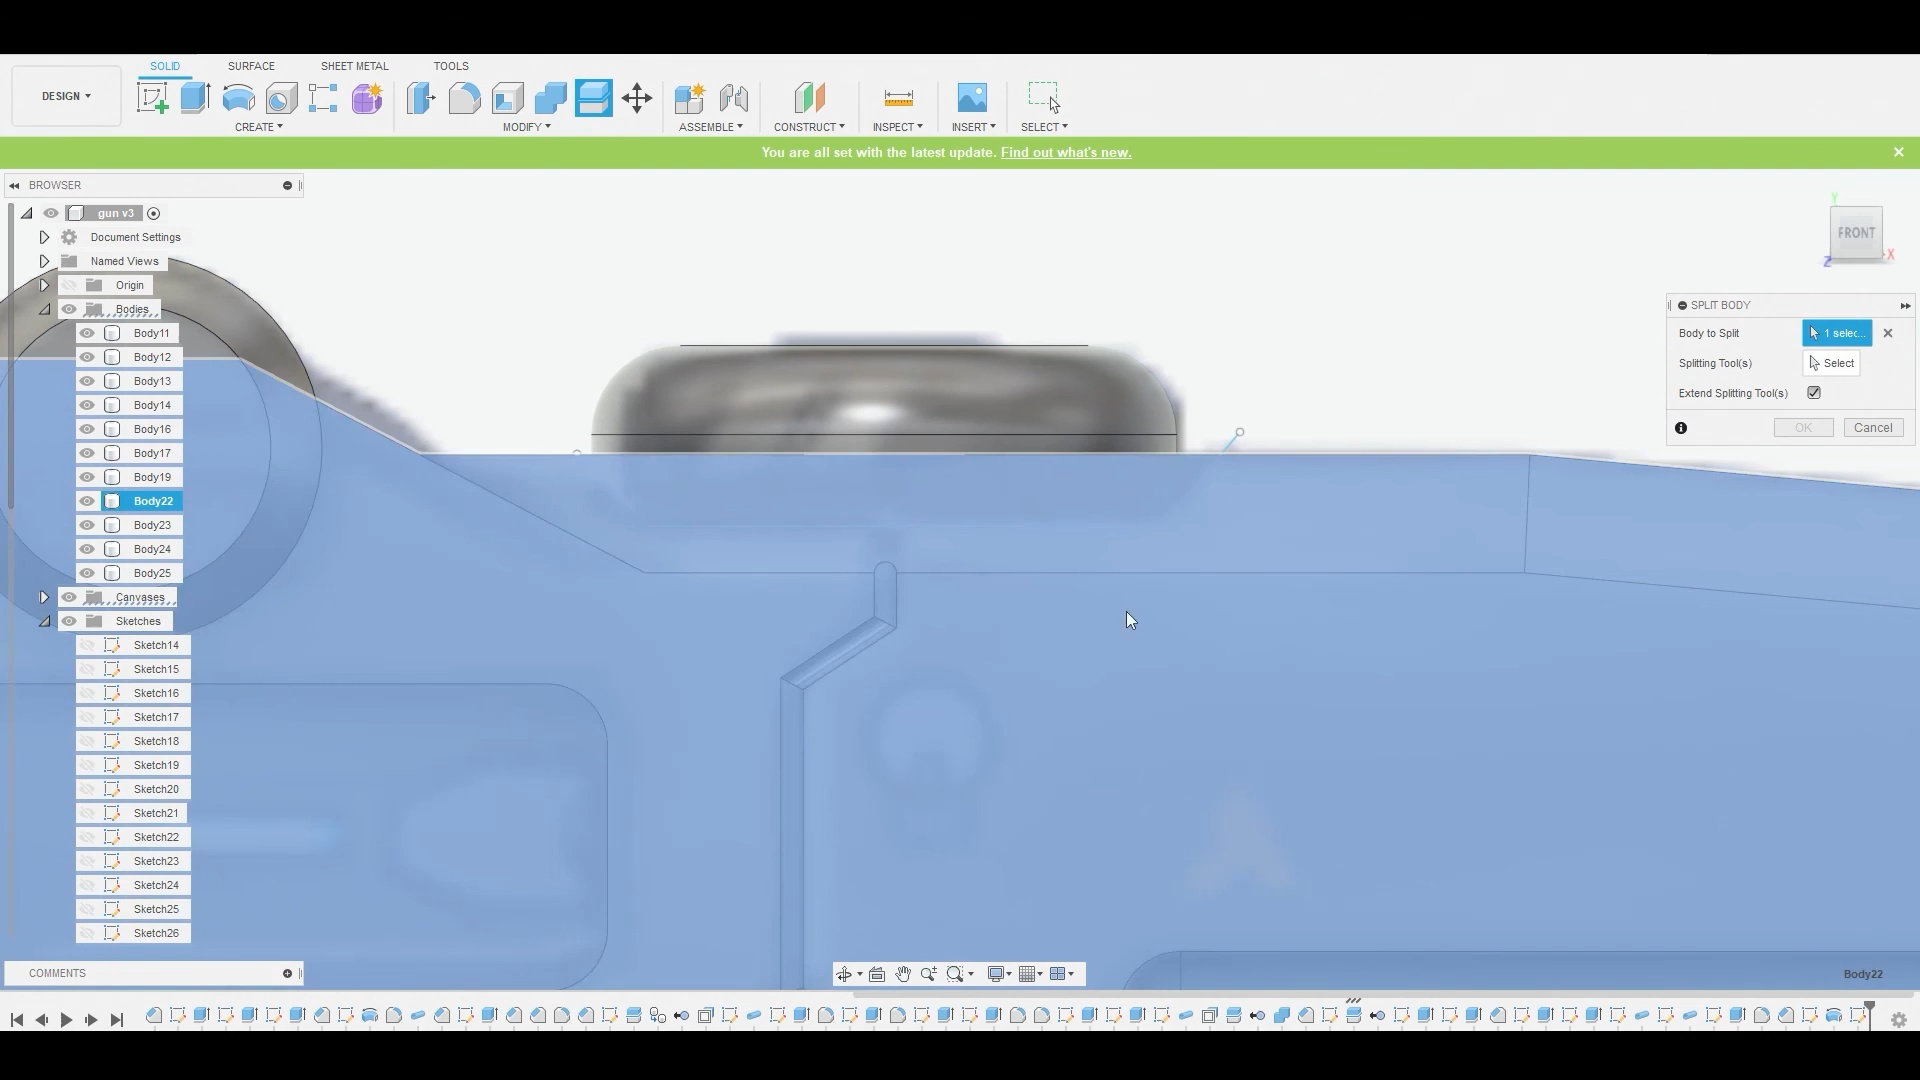 SOLID SURFACE SHEET METAL TOOLS
DESIGN
CREATE MODIFY ASSEMBLE CONSTRUCT INSPECT INSERT SELECT
You are all set with the latest update. Find out what's new.
BROWSER
gun v3
Document Settings
Named Views
Origin
Bodies
Body11
Body12
Body13
Body14
Body16
Body17
Body19
Body22
Body23
Body24
Body25
Canvases
Sketches
Sketch14
Sketch15
Sketch16
Sketch17
Sketch18
Sketch19
Sketch20
Sketch21
Sketch22
Sketch23
Sketch24
Sketch25
Sketch26
COMMENTS
Y
FRONT
X
Z
SPLIT BODY
Body to Split 1 selec...
Splitting Tool(s) Select
Extend Splitting Tool(s)
OK Cancel
Body22